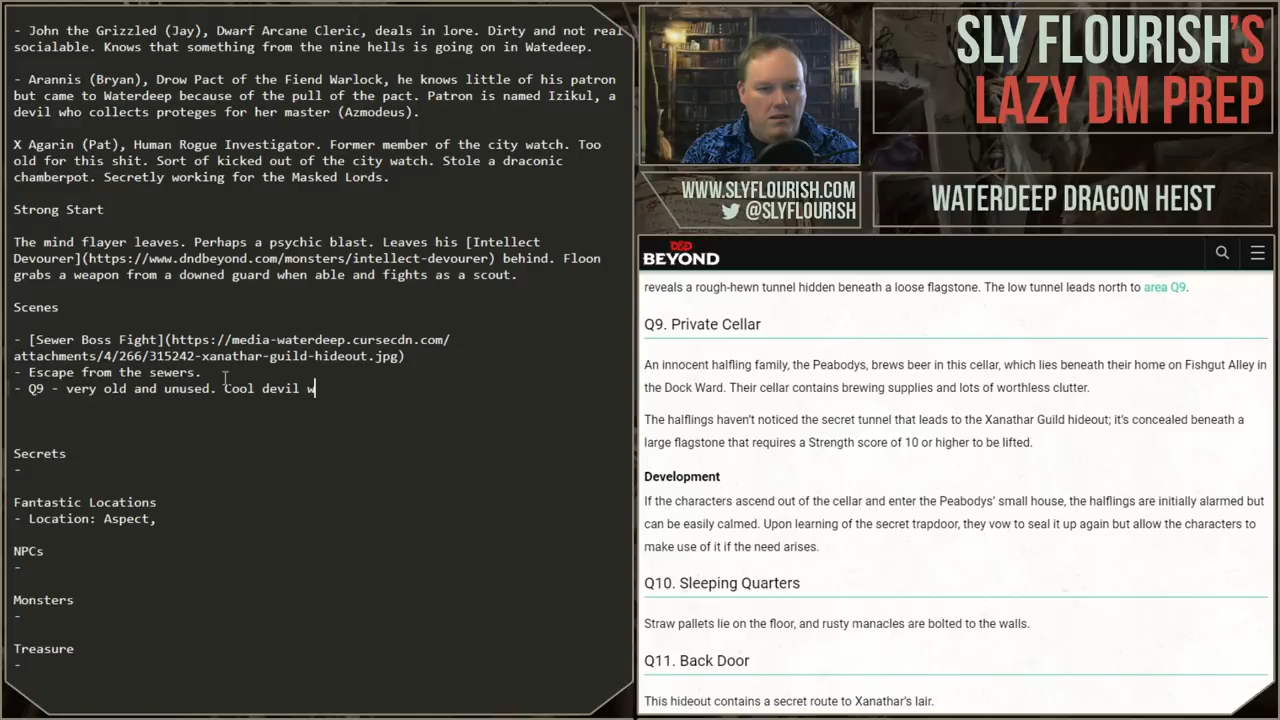 - John the Grizzled (Jay), Dwarf Arcane Cleric, deals in lore. Dirty and not real
socialable. Knows that something from the nine hells is going on in Watedeep.
- Arannis (Bryan), Drow Pact of the Fiend Warlock, he knows little of his patron
but came to Waterdeep because of the pull of the pact. Patron is named Izikul, a
devil who collects proteges for her master (Azmodeus).
X Agarin (Pat), Human Rogue Investigator. Former member of the city watch. Too
old for this shit. Sort of kicked out of the city watch. Stole a draconic
chamberpot. Secretly working for the Masked Lords.
Strong Start
The mind flayer leaves. Perhaps a psychic blast. Leaves his [Intellect
Devourer](https://www.dndbeyond.com/monsters/intellect-devourer) behind. Floon
grabs a weapon from a downed guard when able and fights as a scout.
Scenes
- [Sewer Boss Fight](https://media-waterdeep.cursecdn.com/
attachments/4/266/315242-xanathar-guild-hideout.jpg)
- Escape from the sewers.
- Q9 - very old and unused. Cool devil w
Secrets
-
Fantastic Locations
- Location: Aspect,
NPCs
-
Monsters
-
Treasure
-
SLY FLOURISH'S
LAZY DM PREP
WWW.SLYFLOURISH.COM
@SLYFLOURISH
WATERDEEP DRAGON HEIST
D&D
BEYOND
reveals a rough-hewn tunnel hidden beneath a loose flagstone. The low tunnel leads north to area Q9.
Q9. Private Cellar
An innocent halfling family, the Peabodys, brews beer in this cellar, which lies beneath their home on Fishgut Alley in
the Dock Ward. Their cellar contains brewing supplies and lots of worthless clutter.
The halflings haven't noticed the secret tunnel that leads to the Xanathar Guild hideout; it's concealed beneath a
large flagstone that requires a Strength score of 10 or higher to be lifted.
Development
If the characters ascend out of the cellar and enter the Peabodys' small house, the halflings are initially alarmed but
can be easily calmed. Upon learning of the secret trapdoor, they vow to seal it up again but allow the characters to
make use of it if the need arises.
Q10. Sleeping Quarters
Straw pallets lie on the floor, and rusty manacles are bolted to the walls.
Q11. Back Door
This hideout contains a secret route to Xanathar's lair.